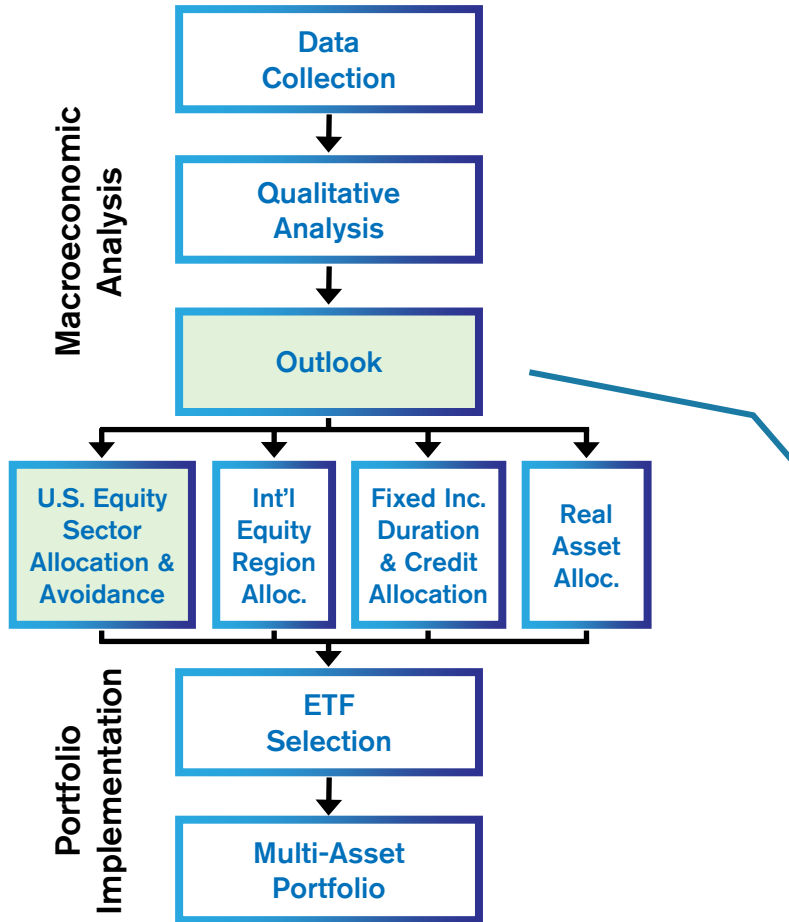 Macroeconomic
Analysis
Data
Collection
Qualitative
Analysis
Outlook
U.S. Equity
Sector
Allocation &
Avoidance
Int'l
Equity
Region
Alloc.
Fixed Inc.
Duration
& Credit
Allocation
Real
Asset
Alloc.
Portfolio
Implementation
ETF
Selection
Multi-Asset
Portfolio